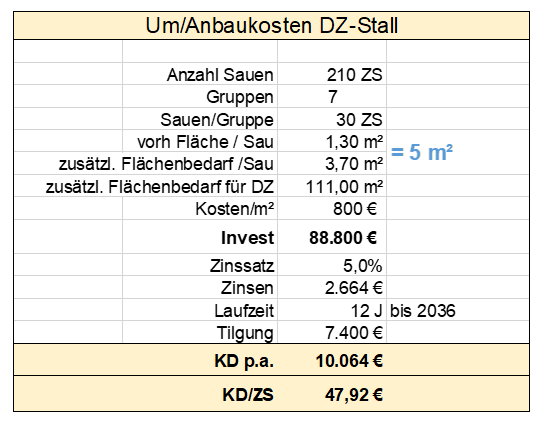 Um/Anbaukosten DZ-Stall
Anzahl Sauen 210 ZS
Gruppen 7
Sauen/Gruppe 30 ZS
vorh Fläche / Sau 1,30 m²
= 5 m²
zusätzl. Flächenbedarf /Sau 3,70 m²
zusätzl. Flächenbedarf für DZ 111,00 m²
Kosten/m² 800 €
Invest 88.800 €
Zinssatz 5,0%
Zinsen 2.664 €
Laufzeit 12 J bis 2036
Tilgung 7.400 €
KD p.a. 10.064 €
KD/ZS 47,92 €